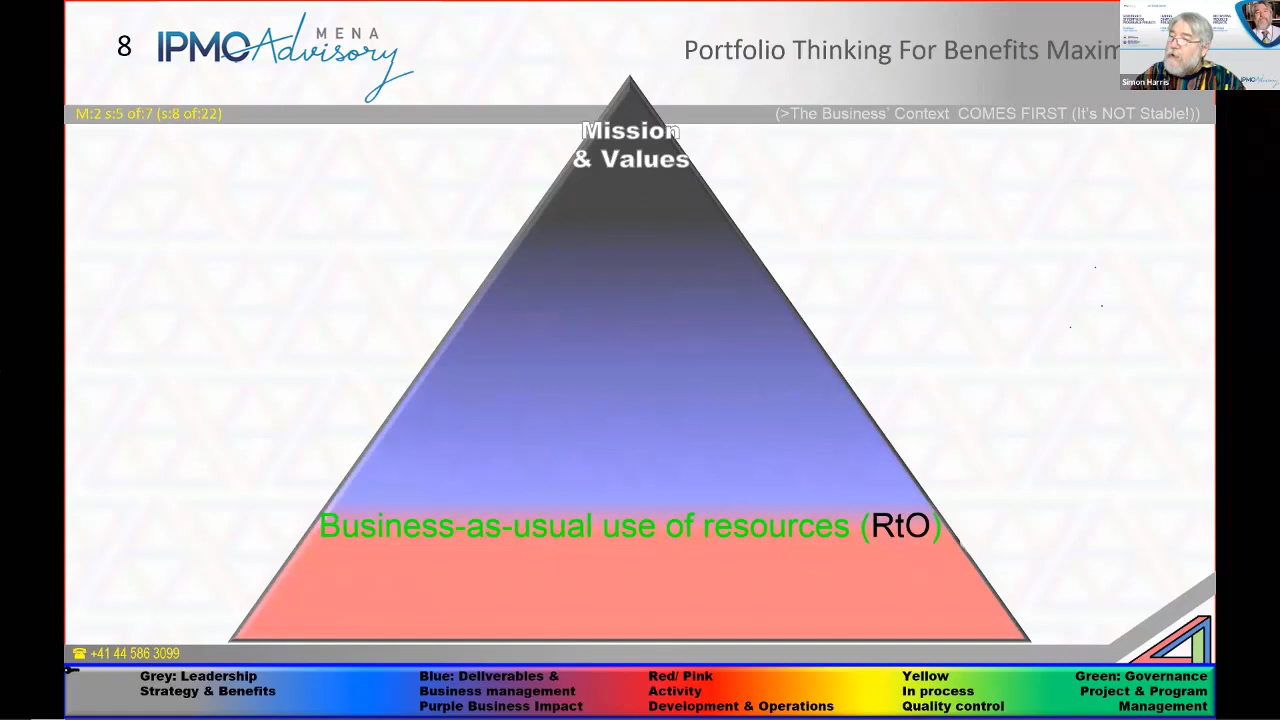 8
IPMO Advisory
MENA
Portfolio Thinking For Benefits Maxim
Simon Harris
M:2 s:5 of:7 (s:8 of:22)
(>The Business' Context COMES FIRST (It's NOT Stable!))
Mission
& Values
Business-as-usual use of resources (RtO)
☎ +41 44 586 3099
Grey: Leadership
Strategy & Benefits
Blue: Deliverables &
Business management
Purple Business Impact
Red/ Pink
Activity
Development & Operations
Yellow
In process
Quality control
Green: Governance
Project & Program
Management